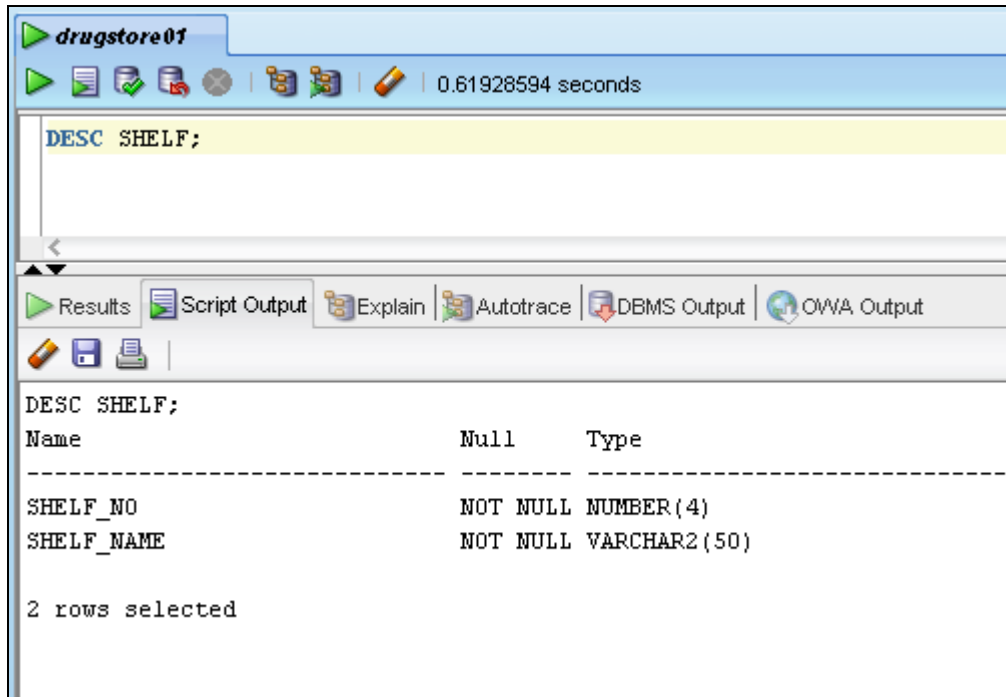 drugstore01
0.61928594 seconds
DESC SHELF;
Results Script Output Explain Autotrace DBMS Output OWA Output
DESC SHELF;
Name Null Type
------------------------------ -------- ------------------------------
SHELF_NO NOT NULL NUMBER(4)
SHELF_NAME NOT NULL VARCHAR2(50)
2 rows selected